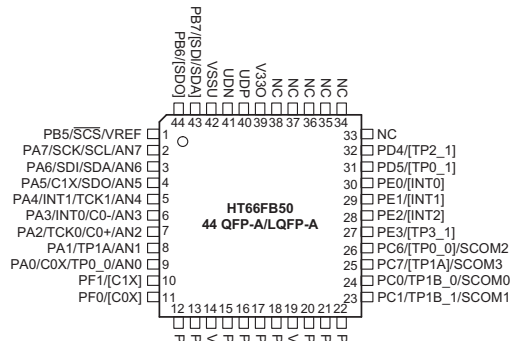 PB6/[SDO]
PB7/[SDI/SDA]
VSSU
UDN
UDP
V33O
NC
NC
NC
NC
NC
44 43 42 41 40 39 38 37 36 35 34
PB5/SCS/VREF 1
PA7/SCK/SCL/AN7 2
PA6/SDI/SDA/AN6 3
PA5/C1X/SDO/AN5 4
PA4/INT1/TCK1/AN4 5
PA3/INT0/C0-/AN3 6
PA2/TCK0/C0+/AN2 7
PA1/TP1A/AN1 8
PA0/C0X/TP0_0/AN0 9
PF1/[C1X] 10
PF0/[C0X] 11
HT66FB50
44 QFP-A/LQFP-A
33 NC
32 PD4/[TP2_1]
31 PD5/[TP0_1]
30 PE0/[INT0]
29 PE1/[INT1]
28 PE2/[INT2]
27 PE3/[TP3_1]
26 PC6/[TP0_0]/SCOM2
25 PC7/[TP1A]/SCOM3
24 PC0/TP1B_0/SCOM0
23 PC1/TP1B_1/SCOM1
12 13 14 15 16 17 18 19 20 21 22